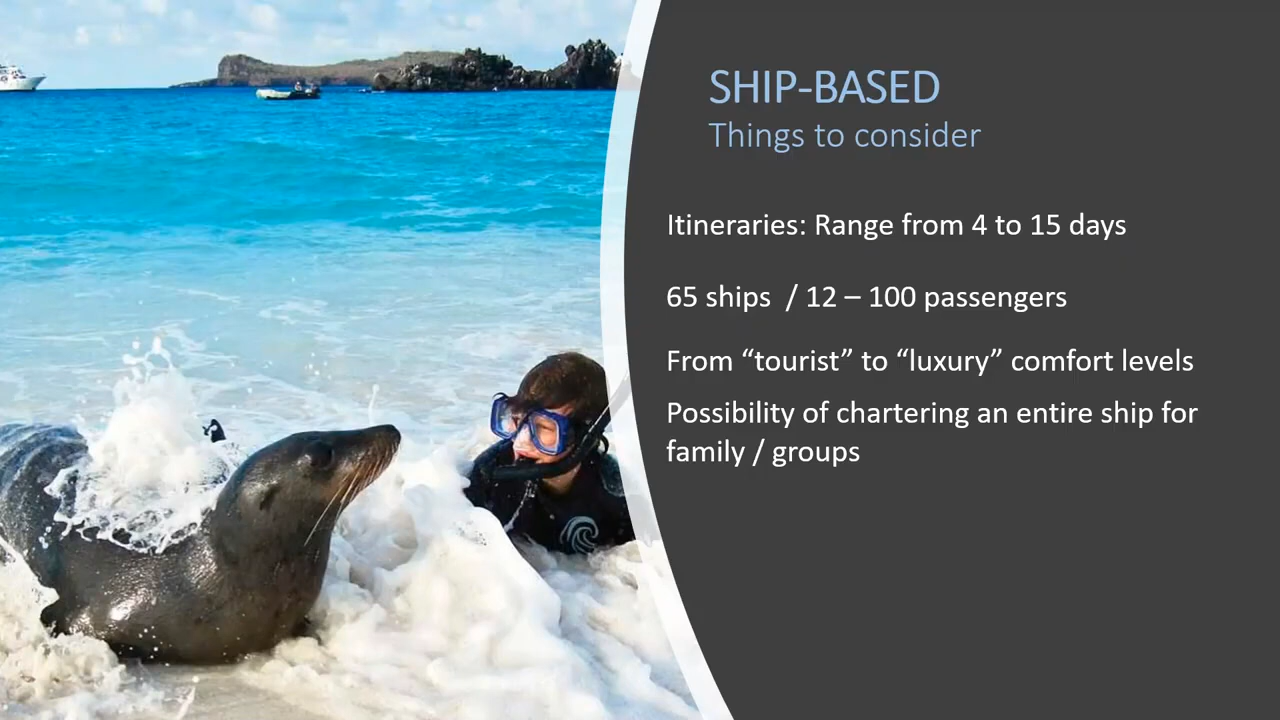 SHIP-BASED
Things to consider
Itineraries: Range from 4 to 15 days
65 ships / 12 – 100 passengers
From “tourist” to “luxury” comfort levels
Possibility of chartering an entire ship for
family / groups